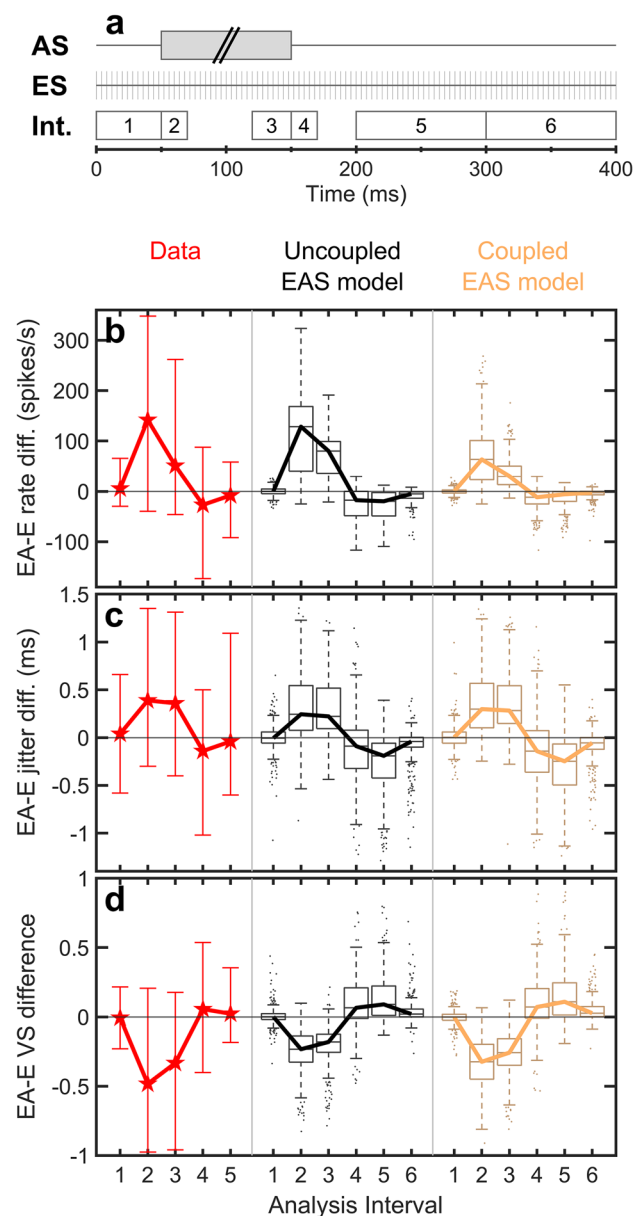 a
AS
ES
Int.
1 2 3 4 5 6
0 100 200 300 400
Time (ms)
Data
Uncoupled
EAS model
Coupled
EAS model
b
EA-E rate diff. (spikes/s)
300
200
100
0
-100
c
EA-E jitter diff. (ms)
1.5
1
0.5
0
-0.5
-1
d
EA-E VS difference
1
0.5
0
-0.5
-1
1 2 3 4 5 1 2 3 4 5 6 1 2 3 4 5 6
Analysis Interval